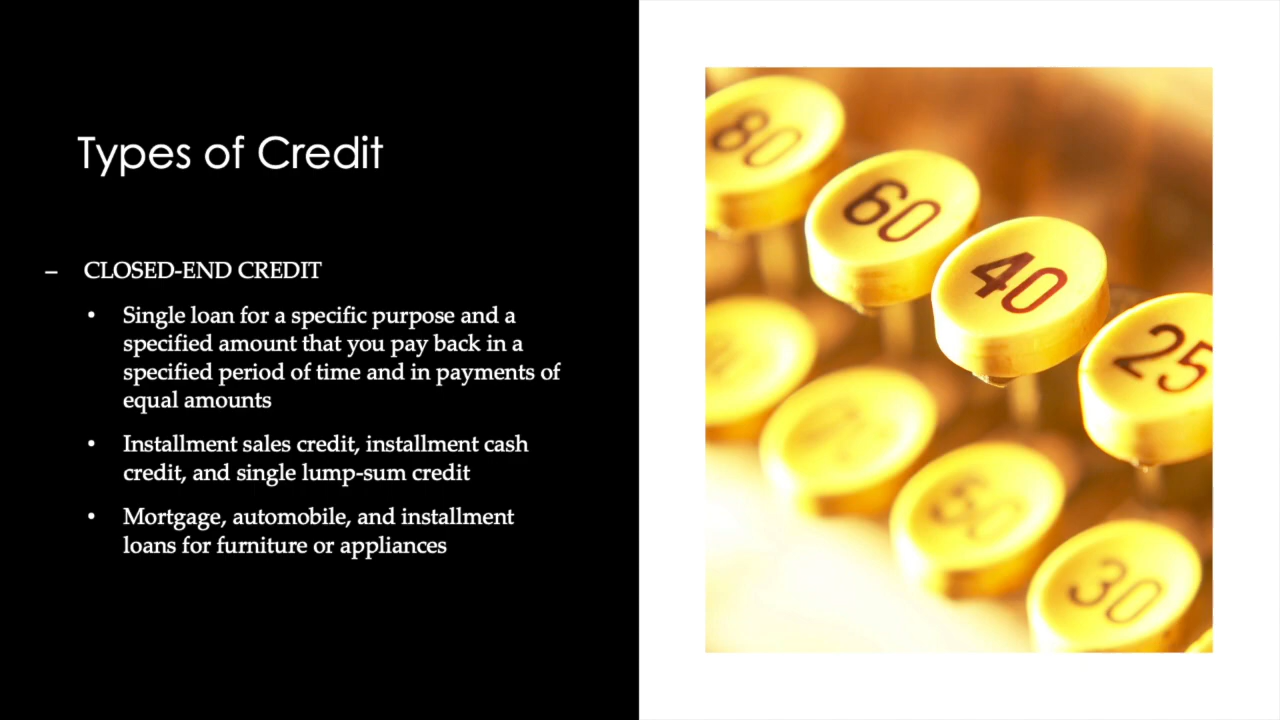 Types of Credit
– CLOSED-END CREDIT
• Single loan for a specific purpose and a
specified amount that you pay back in a
specified period of time and in payments of
equal amounts
• Installment sales credit, installment cash
credit, and single lump-sum credit
• Mortgage, automobile, and installment
loans for furniture or appliances
80
60
40
25
30